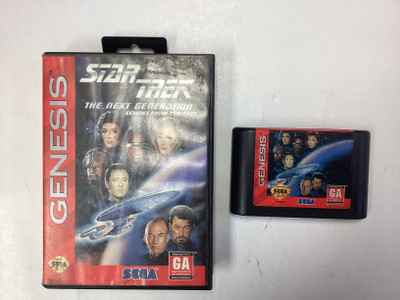 GENESIS
STAR
TREK
THE NEXT GENERATION
ECHOES FROM THE PAST
SEGA
GA
GENESIS
SEGA
GA